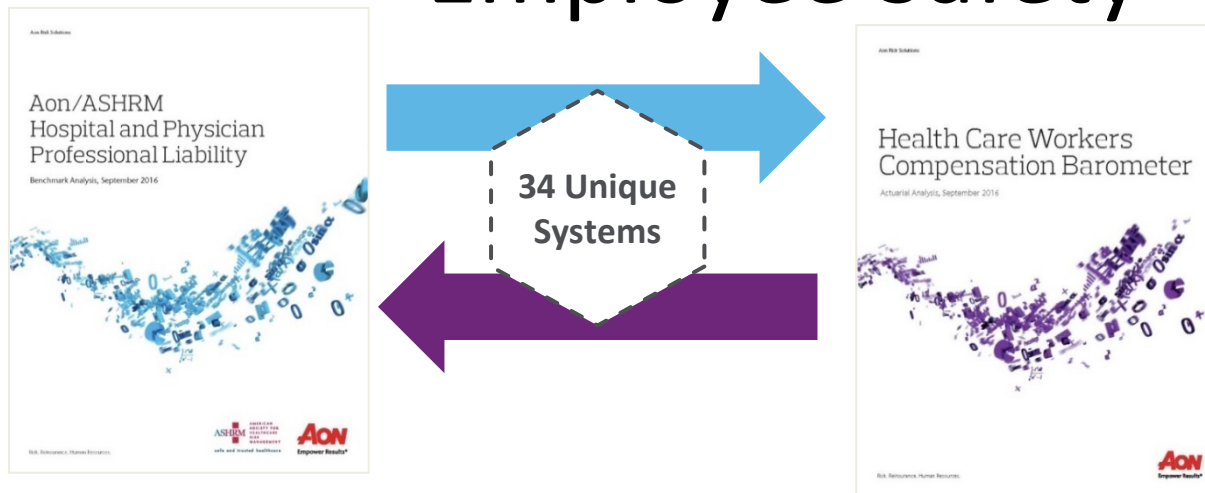 Employee Safety
Aon Risk Solutions
Aon/ASHRM
Hospital and Physician
Professional Liability
Benchmark Analysis, September 2016
ASHRM
AMERICAN
SOCIETY FOR
HEALTHCARE
RISK
MANAGEMENT
safe and trusted healthcare
AON
Empower Results®
Risk. Reinsurance. Human Resources.
34 Unique
Systems
Aon Risk Solutions
Health Care Workers
Compensation Barometer
Actuarial Analysis, September 2016
AON
Empower Results®
Risk. Reinsurance. Human Resources.